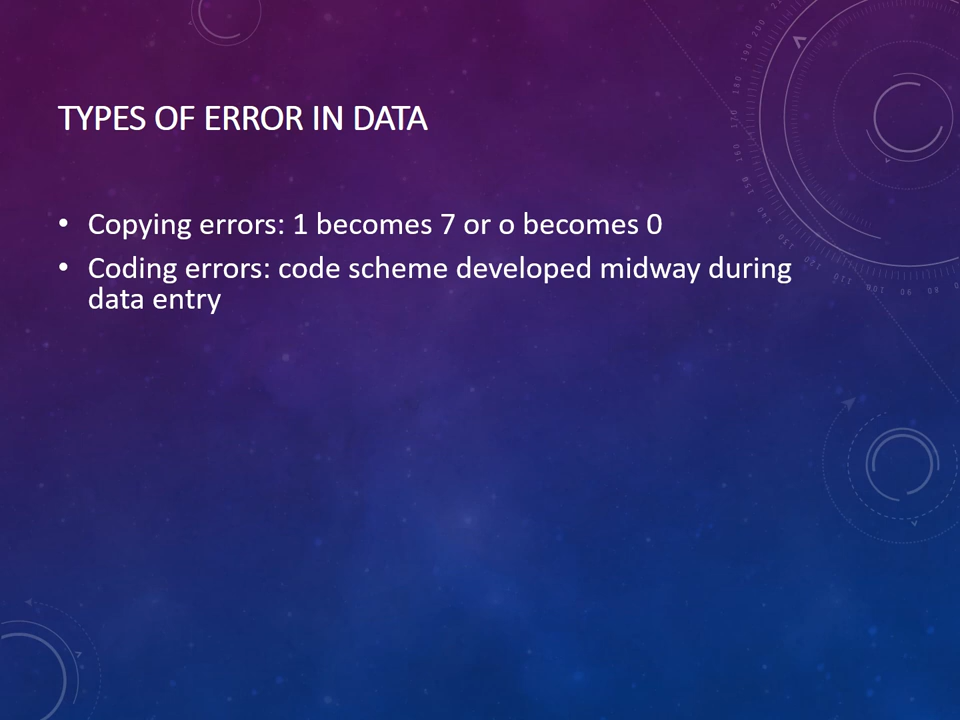 TYPES OF ERROR IN DATA
• Copying errors: 1 becomes 7 or o becomes 0
• Coding errors: code scheme developed midway during
data entry